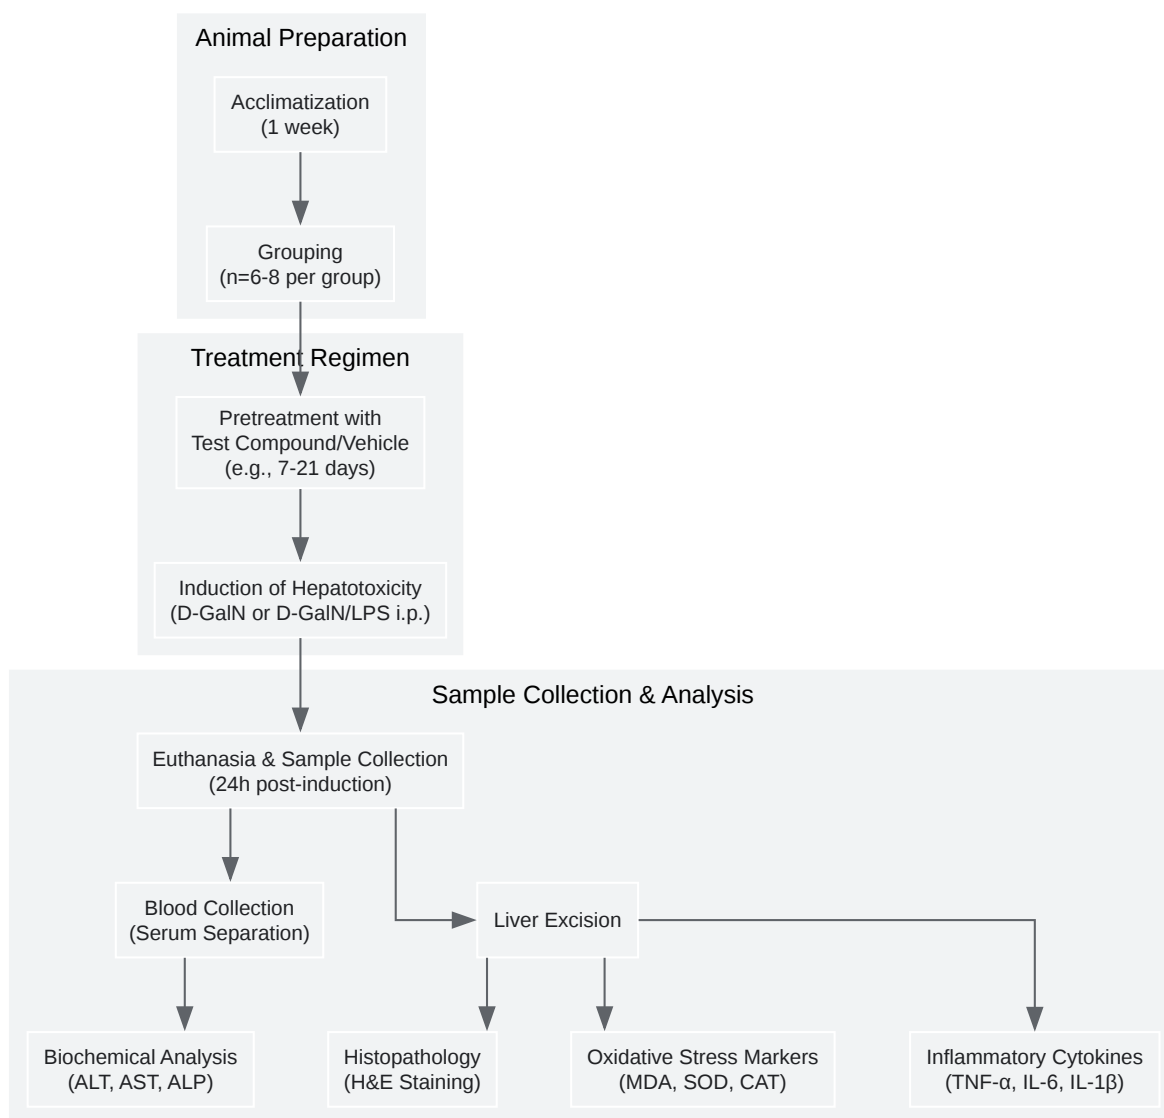 Animal Preparation
Acclimatization
(1 week)
Grouping
(n=6-8 per group)
Treatment Regimen
Pretreatment with
Test Compound/Vehicle
(e.g., 7-21 days)
Induction of Hepatotoxicity
(D-GalN or D-GalN/LPS i.p.)
Sample Collection & Analysis
Euthanasia & Sample Collection
(24h post-induction)
Blood Collection
(Serum Separation)
Liver Excision
Biochemical Analysis
(ALT, AST, ALP)
Histopathology
(H&E Staining)
Oxidative Stress Markers
(MDA, SOD, CAT)
Inflammatory Cytokines
(TNF-α, IL-6, IL-1β)